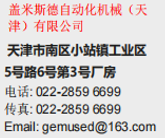 盖米斯德自动化机械（天
津）有限公司
天津市南区小站镇工业区
5号路6号第3号厂房
电话: 022-2859 6699
传真: 022-2859 6699
Email: gemused@163.com